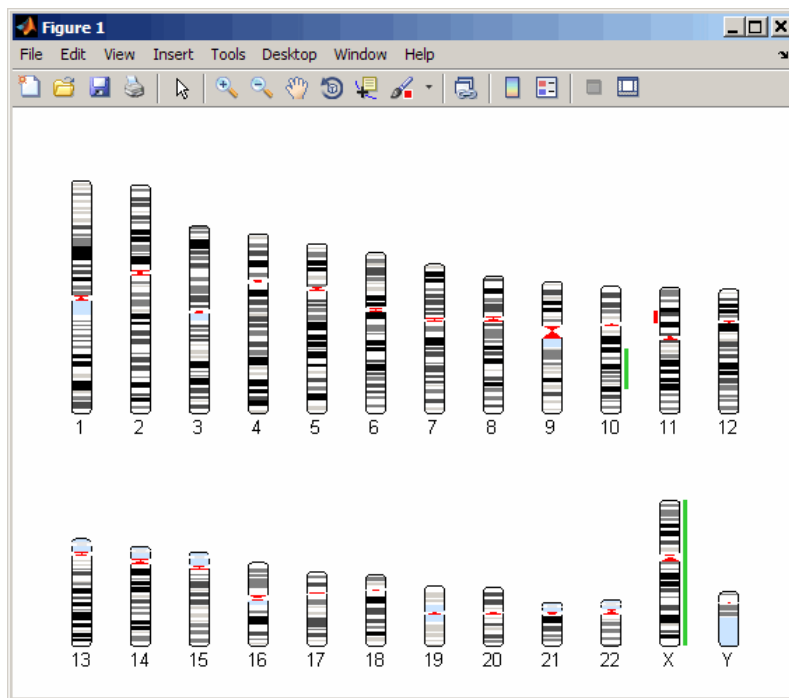 Figure 1
File Edit View Insert Tools Desktop Window Help
1 2 3 4 5 6 7 8 9 10 11 12
13 14 15 16 17 18 19 20 21 22 X Y